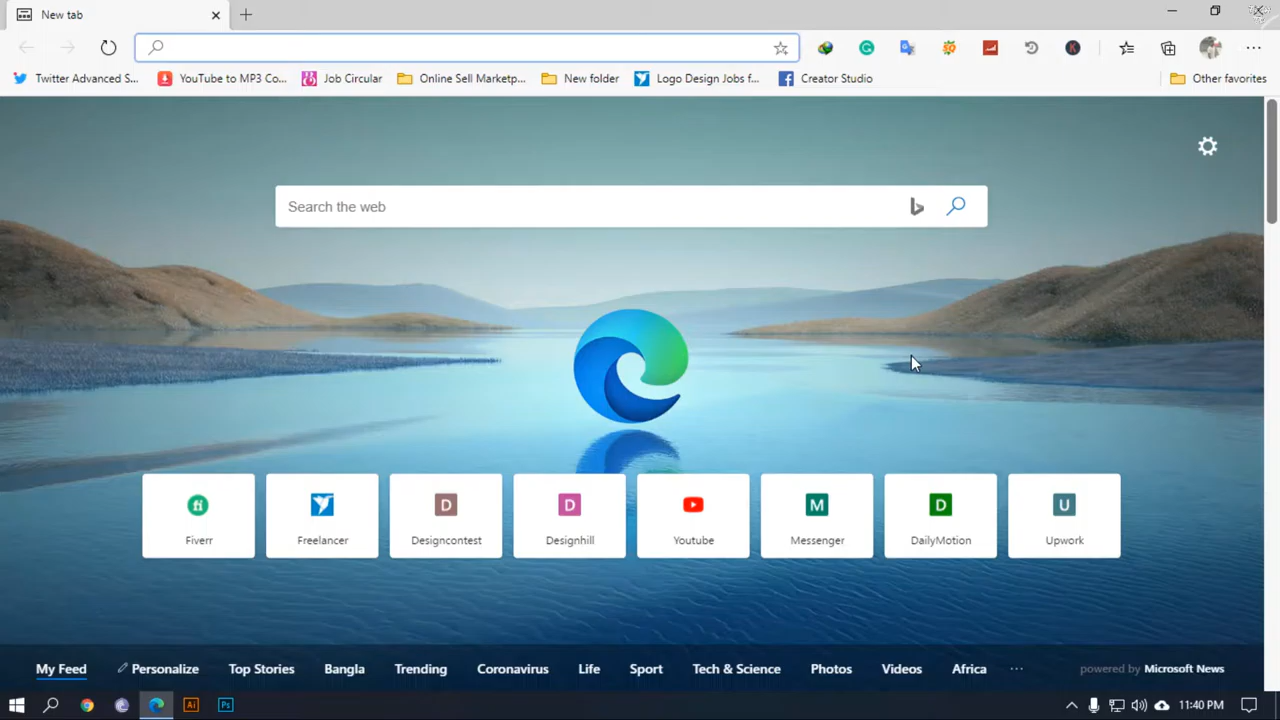 New tab
Twitter Advanced S...
YouTube to MP3 Co...
Job Circular
Online Sell Marketp...
New folder
Logo Design Jobs f...
Creator Studio
Other favorites
Search the web
Fiverr
Freelancer
D
Designcontest
D
Designhill
Youtube
M
Messenger
D
DailyMotion
U
Upwork
My Feed
Personalize
Top Stories
Bangla
Trending
Coronavirus
Life
Sport
Tech & Science
Photos
Videos
Africa
powered by Microsoft News
Ai
Ps
11:40 PM